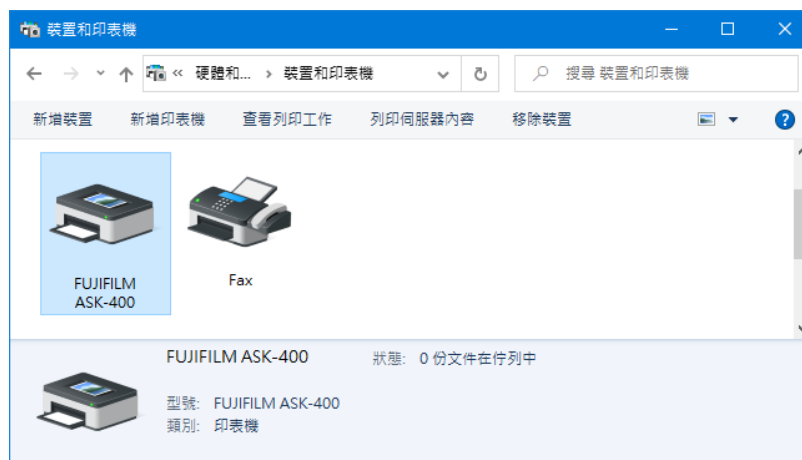 裝置和印表機
« 硬體和... › 裝置和印表機
搜尋 裝置和印表機
新增裝置 新增印表機 查看列印工作 列印伺服器內容 移除裝置
FUJIFILM
ASK-400
Fax
FUJIFILM ASK-400 狀態: 0 份文件在佇列中
型號: FUJIFILM ASK-400
類別: 印表機